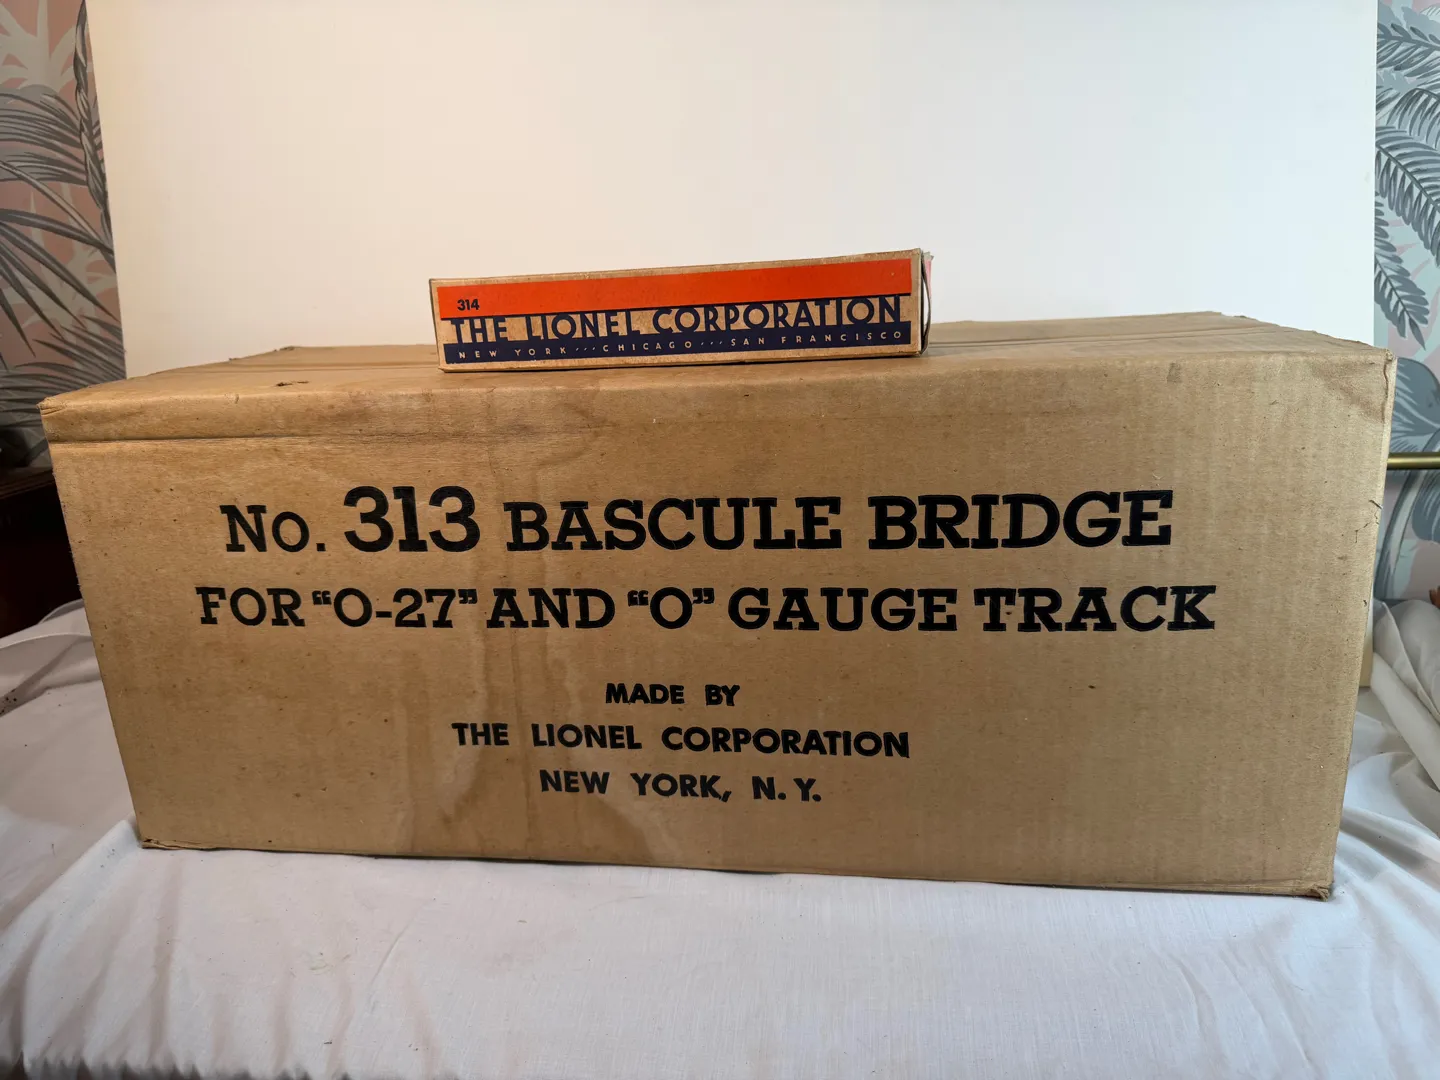 314
THE LIONEL CORPORATION
NEW YORK···CHICAGO···SAN FRANCISCO
No. 313 BASCULE BRIDGE
FOR “O-27” AND “O” GAUGE TRACK
MADE BY
THE LIONEL CORPORATION
NEW YORK, N.Y.